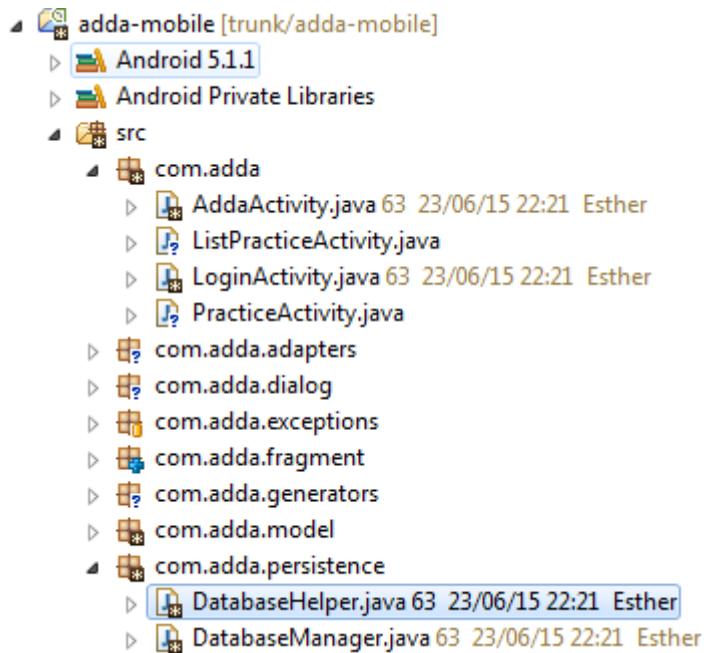 adda-mobile [trunk/adda-mobile]
Android 5.1.1
Android Private Libraries
src
com.adda
AddaActivity.java 63 23/06/15 22:21 Esther
ListPracticeActivity.java
LoginActivity.java 63 23/06/15 22:21 Esther
PracticeActivity.java
com.adda.adapters
com.adda.dialog
com.adda.exceptions
com.adda.fragment
com.adda.generators
com.adda.model
com.adda.persistence
DatabaseHelper.java 63 23/06/15 22:21 Esther
DatabaseManager.java 63 23/06/15 22:21 Esther